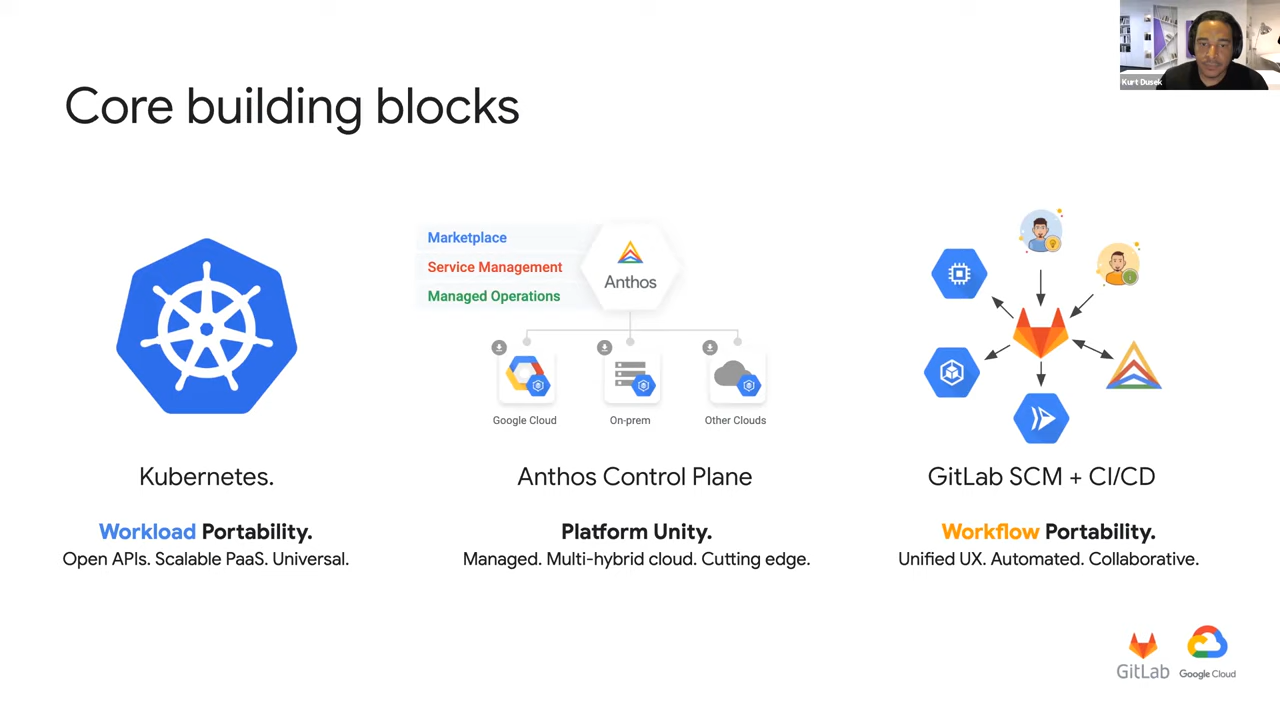 Kurt Dusek
Core building blocks
Marketplace
Service Management
Managed Operations
Anthos
Google Cloud
On-prem
Other Clouds
Kubernetes.
Workload Portability.
Open APIs. Scalable PaaS. Universal.
Anthos Control Plane
Platform Unity.
Managed. Multi-hybrid cloud. Cutting edge.
GitLab SCM + CI/CD
Workflow Portability.
Unified UX. Automated. Collaborative.
GitLab
Google Cloud